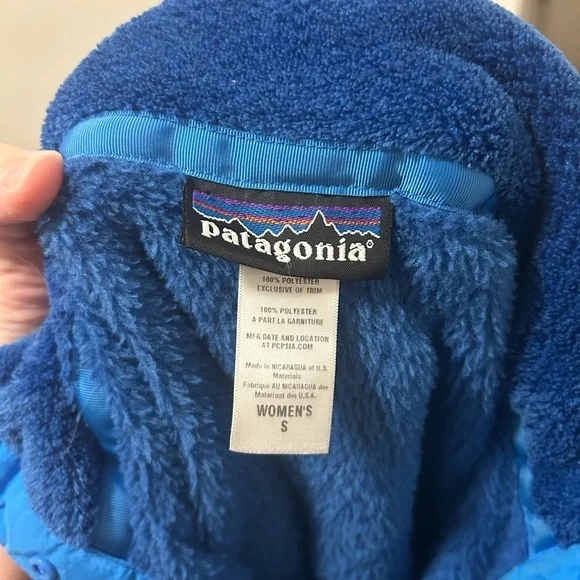 patagonia®
100% POLYESTER
EXCLUSIVE OF TRIM
100% POLYESTER
A PART LA GARNITURE
MFG DATE AND LOCATION
AT PCPSIA.COM
Made in NICARAGUA of U.S.
Materials
Fabriqué AU NICARAGUA des
Matériaux des U.S.A.
WOMEN'S
S